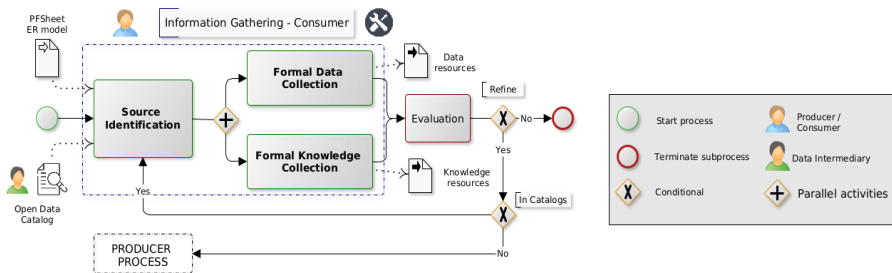 PFSheet
ER model
Information Gathering - Consumer
Formal Data
Collection
Data
resources
Refine
Source
Identification
Evaluation
No
Formal Knowledge
Collection
Yes
Knowledge
resources
Yes
In Catalogs
Open Data
Catalog
No
PRODUCER
PROCESS
Start process
Producer /
Consumer
Terminate subprocess
Data Intermediary
Conditional
Parallel activities